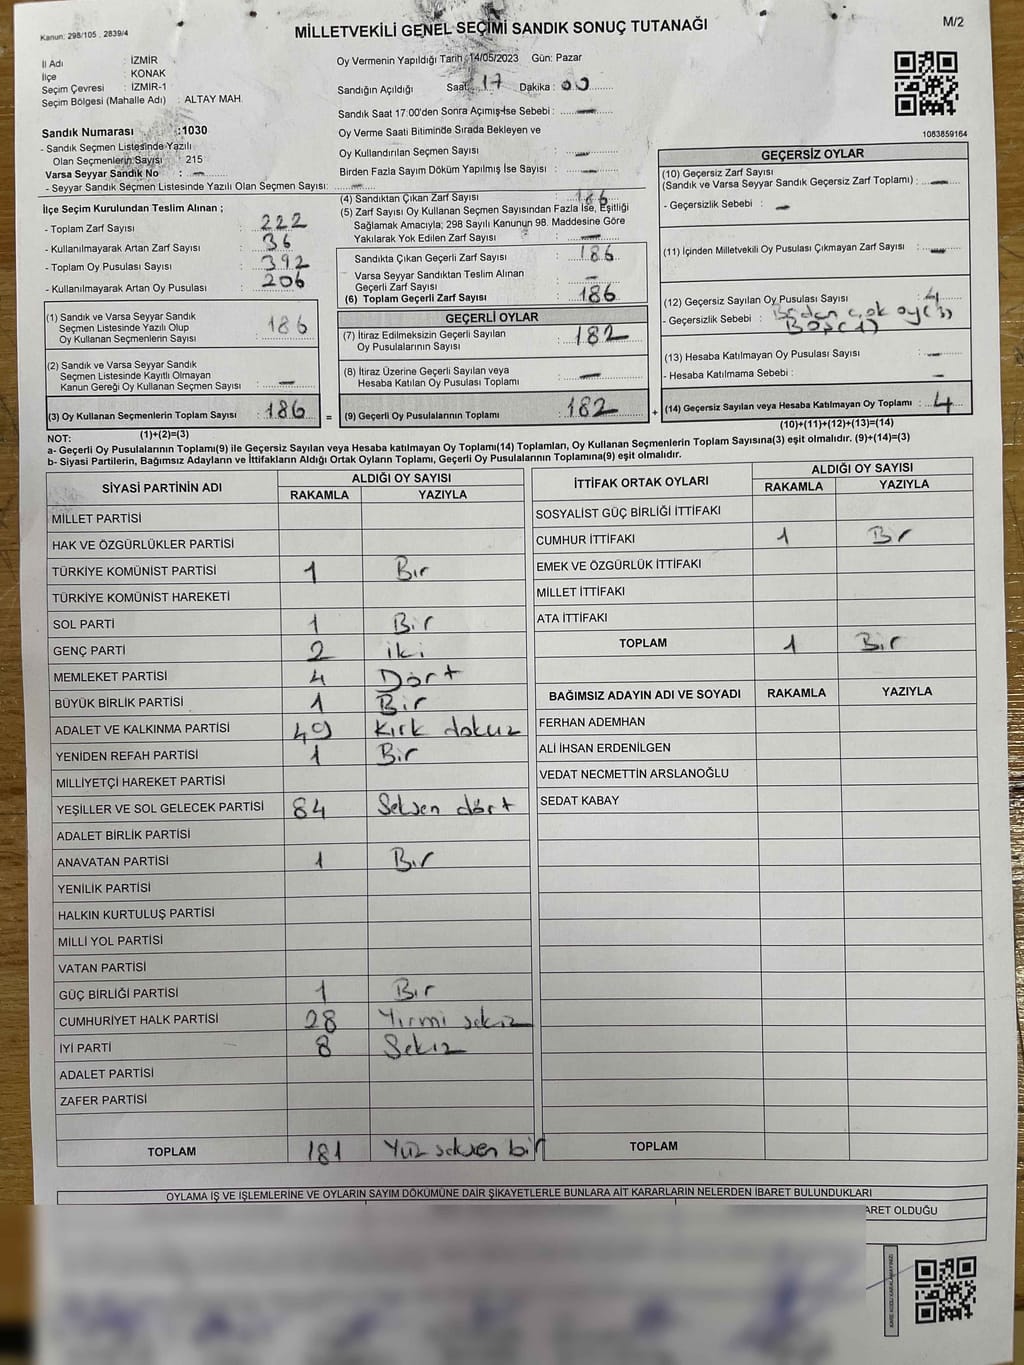 Kanun: 298/105 , 2839/4
MİLLETVEKİLİ GENEL SEÇİMİ SANDIK SONUÇ TUTANAĞI
M/2
İl Adı : İZMİR
İlçe : KONAK
Seçim Çevresi : İZMİR-1
Seçim Bölgesi (Mahalle Adı) : ALTAY MAH.
Sandık Numarası :1030
- Sandık Seçmen Listesinde Yazılı
Olan Seçmenlerin Sayısı : 215
Varsa Seyyar Sandık No : —
- Seyyar Sandık Seçmen Listesinde Yazılı Olan Seçmen Sayısı: —
Oy Vermenin Yapıldığı Tarih :14/05/2023 Gün: Pazar
Sandığın Açıldığı Saat: 17 Dakika : 00
Sandık Saat 17:00'den Sonra Açımış-İse Sebebi : —
Oy Verme Saati Bitiminde Sırada Bekleyen ve
Oy Kullandırılan Seçmen Sayısı : —
Birden Fazla Sayım Döküm Yapılmış İse Sayısı : —
1083859164
İlçe Seçim Kurulundan Teslim Alınan ;
- Toplam Zarf Sayısı : 222
- Kullanılmayarak Artan Zarf Sayısı : 36
- Toplam Oy Pusulası Sayısı : 392
- Kullanılmayarak Artan Oy Pusulası : 206
(4) Sandıktan Çıkan Zarf Sayısı : 186
(5) Zarf Sayısı Oy Kullanan Seçmen Sayısından Fazla İse, Eşitliği
Sağlamak Amacıyla; 298 Sayılı Kanunun 98. Maddesine Göre
Yakılarak Yok Edilen Zarf Sayısı : —
Sandıkta Çıkan Geçerli Zarf Sayısı : 186
Varsa Seyyar Sandıktan Teslim Alınan
Geçerli Zarf Sayısı : —
(6) Toplam Geçerli Zarf Sayısı : 186
GEÇERSİZ OYLAR
(10) Geçersiz Zarf Sayısı
(Sandık ve Varsa Seyyar Sandık Geçersiz Zarf Toplamı) : —
- Geçersizlik Sebebi : —
(11) İçinden Milletvekili Oy Pusulası Çıkmayan Zarf Sayısı : —
(12) Geçersiz Sayılan Oy Pusulası Sayısı : 4
- Geçersizlik Sebebi : Birden çok oy(3)
Boş(1)
(13) Hesaba Katılmayan Oy Pusulası Sayısı : —
- Hesaba Katılmama Sebebi : —
(14) Geçersiz Sayılan veya Hesaba Katılmayan Oy Toplamı : 4
(10)+(11)+(12)+(13)=(14)
(1) Sandık ve Varsa Seyyar Sandık
Seçmen Listesinde Yazılı Olup
Oy Kullanan Seçmenlerin Sayısı : 186
(2) Sandık ve Varsa Seyyar Sandık
Seçmen Listesinde Kayıtlı Olmayan
Kanun Gereği Oy Kullanan Seçmen Sayısı : —
(3) Oy Kullanan Seçmenlerin Toplam Sayısı : 186 =
(1)+(2)=(3)
GEÇERLİ OYLAR
(7) İtiraz Edilmeksizin Geçerli Sayılan
Oy Pusulalarının Sayısı : 182
(8) İtiraz Üzerine Geçerli Sayılan veya
Hesaba Katılan Oy Pusulası Toplamı : —
(9) Geçerli Oy Pusulalarının Toplamı : 182 +
NOT:
a- Geçerli Oy Pusulalarının Toplamı(9) ile Geçersiz Sayılan veya Hesaba katılmayan Oy Toplamı(14) Toplamları, Oy Kullanan Seçmenlerin Toplam Sayısına(3) eşit olmalıdır. (9)+(14)=(3)
b- Siyasi Partilerin, Bağımsız Adayların ve İttifakların Aldığı Ortak Oyların Toplamı, Geçerli Oy Pusulalarının Toplamına(9) eşit olmalıdır.
SİYASİ PARTİNİN ADI ALDIĞI OY SAYISI
RAKAMLA YAZIYLA
MİLLET PARTİSİ
HAK VE ÖZGÜRLÜKLER PARTİSİ
TÜRKİYE KOMÜNİST PARTİSİ 1 Bir
TÜRKİYE KOMÜNİST HAREKETİ
SOL PARTİ 1 Bir
GENÇ PARTİ 2 iki
MEMLEKET PARTİSİ 4 Dört
BÜYÜK BİRLİK PARTİSİ 1 Bir
ADALET VE KALKINMA PARTİSİ 49 Kırk dokuz
YENİDEN REFAH PARTİSİ 1 Bir
MİLLİYETÇİ HAREKET PARTİSİ
YEŞİLLER VE SOL GELECEK PARTİSİ 84 Seksen dört
ADALET BİRLİK PARTİSİ
ANAVATAN PARTİSİ 1 Bir
YENİLİK PARTİSİ
HALKIN KURTULUŞ PARTİSİ
MİLLİ YOL PARTİSİ
VATAN PARTİSİ
GÜÇ BİRLİĞİ PARTİSİ 1 Bir
CUMHURİYET HALK PARTİSİ 28 Yirmi sekiz
İYİ PARTİ 8 Sekiz
ADALET PARTİSİ
ZAFER PARTİSİ
TOPLAM 181 Yüz seksen bir
İTTİFAK ORTAK OYLARI ALDIĞI OY SAYISI
RAKAMLA YAZIYLA
SOSYALİST GÜÇ BİRLİĞİ İTTİFAKI
CUMHUR İTTİFAKI 1 Bir
EMEK VE ÖZGÜRLÜK İTTİFAKI
MİLLET İTTİFAKI
ATA İTTİFAKI
TOPLAM 1 Bir
BAĞIMSIZ ADAYIN ADI VE SOYADI RAKAMLA YAZIYLA
FERHAN ADEMHAN
ALİ İHSAN ERDENİLGEN
VEDAT NECMETTİN ARSLANOĞLU
SEDAT KABAY
TOPLAM
OYLAMA İŞ VE İŞLEMLERİNE VE OYLARIN SAYIM DÖKÜMÜNE DAİR ŞİKAYETLERLE BUNLARA AİT KARARLARIN NELERDEN İBARET BULUNDUKLARI
ARET OLDUĞU